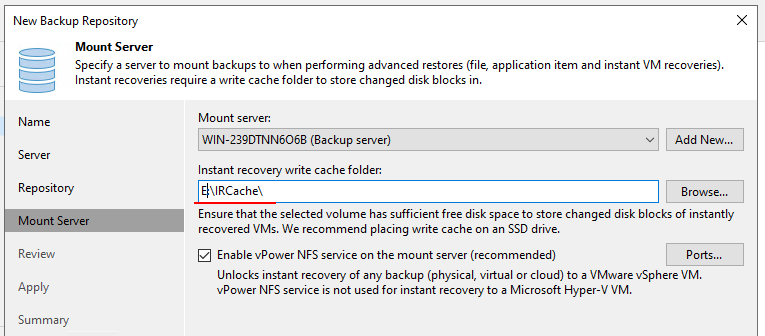 New Backup Repository
Mount Server
Specify a server to mount backups to when performing advanced restores (file, application item and instant VM recoveries).
Instant recoveries require a write cache folder to store changed disk blocks in.
Name
Server
Repository
Mount Server
Review
Apply
Summary
Mount server:
WIN-239DTNN6O6B (Backup server)
Add New...
Instant recovery write cache folder:
E:\IRCache\
Browse...
Ensure that the selected volume has sufficient free disk space to store changed disk blocks of instantly
recovered VMs. We recommend placing write cache on an SSD drive.
Enable vPower NFS service on the mount server (recommended)
Ports...
Unlocks instant recovery of any backup (physical, virtual or cloud) to a VMware vSphere VM.
vPower NFS service is not used for instant recovery to a Microsoft Hyper-V VM.